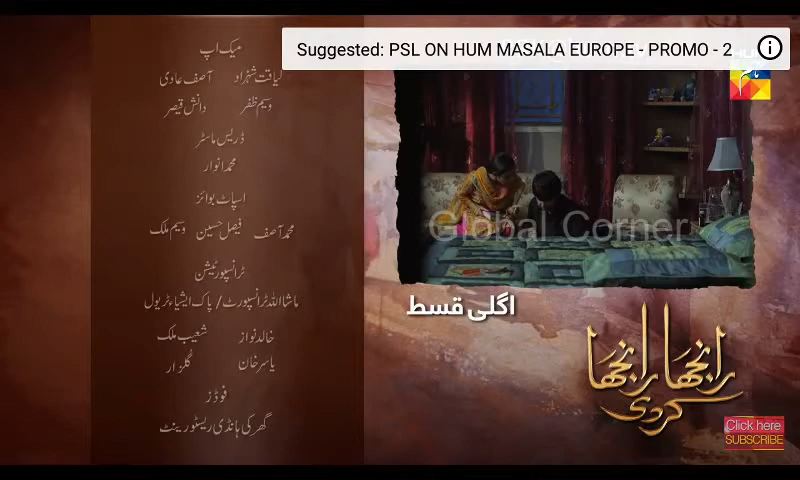 Suggested: PSL ON HUM MASALA EUROPE - PROMO - 2
میک اپ
لیاقت شہزاد آصف عادی
وسیم ظفر دانش قیصر
ڈریس ماسٹر
محمد انوار
اسپاٹ بوائز
محمد آصف فیصل حسین وسیم ملک
ٹرانسپورٹیشن
ماشااللہ ٹرانسپورٹ / پاک ایشیاء ٹریول
خالد نواز شعیب ملک
یاسر خان گلزار
فوڈز
گھر کی ہانڈی ریسٹورینٹ
Global Corner
اگلی قسط
رانجھا رانجھا
کردی
Click here
SUBSCRIBE